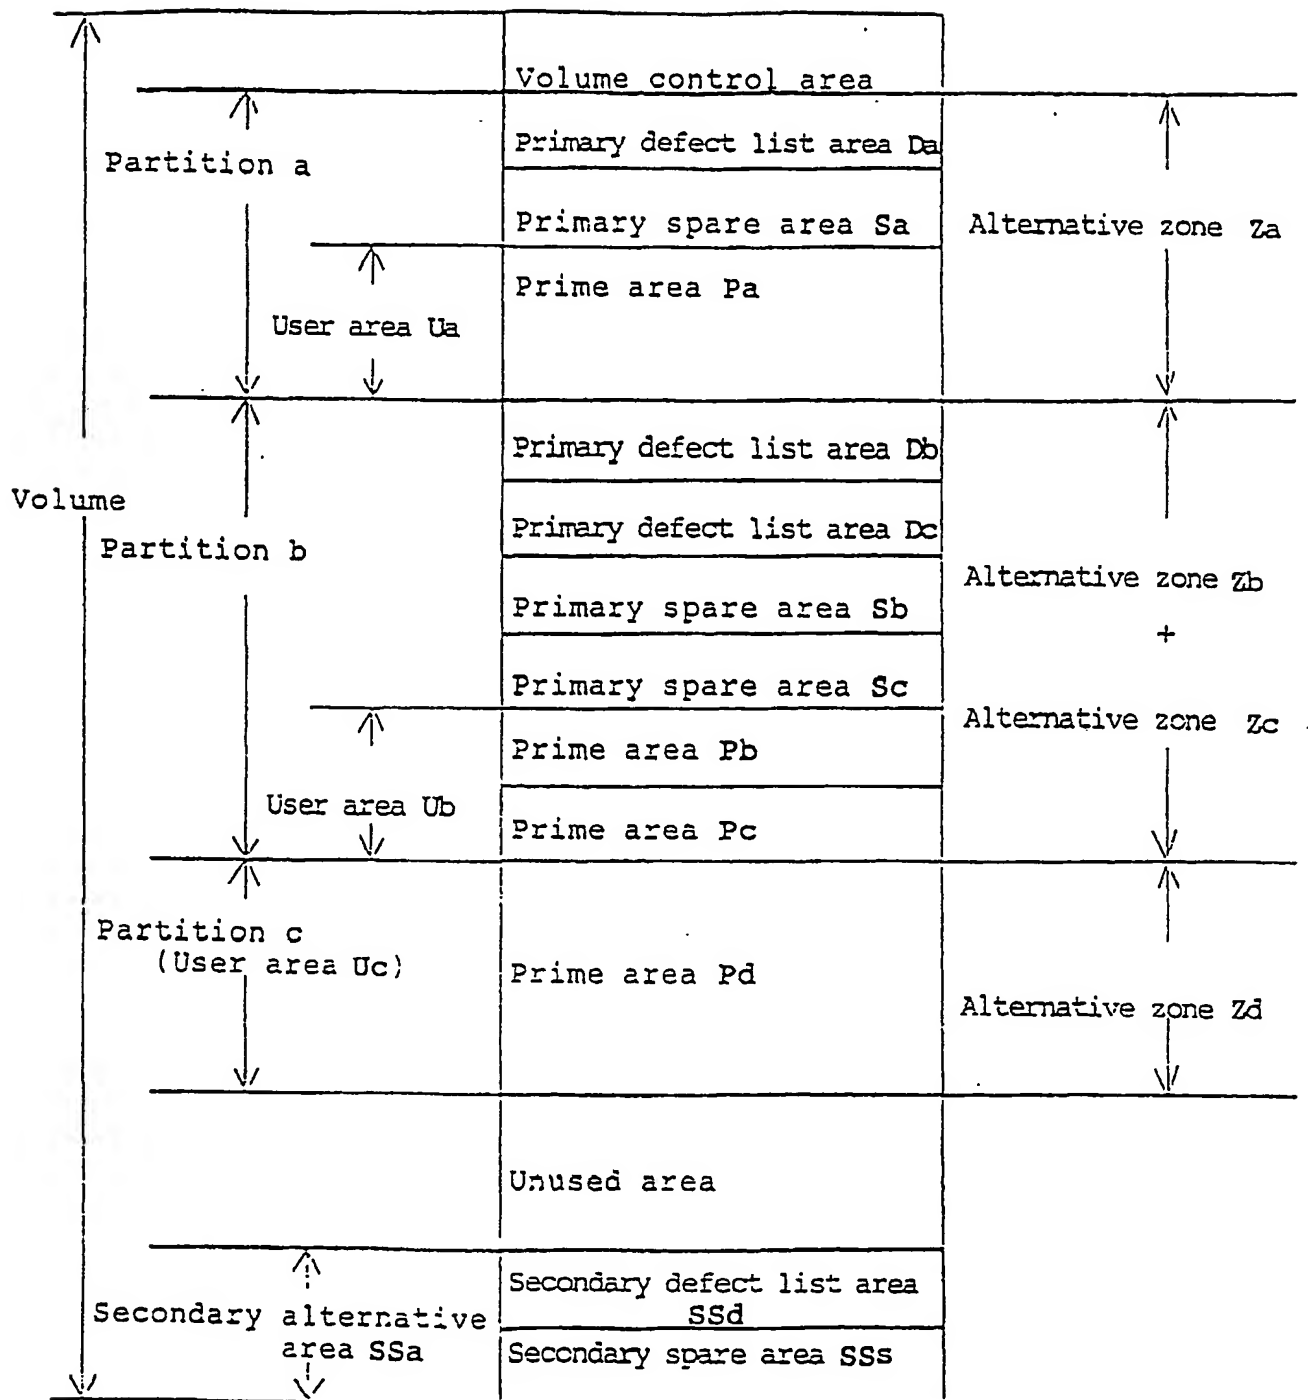 Volume control area
Primary defect list area Da
Partition a
Primary spare area Sa
Alternative zone Za
Prime area Pa
User area Ua
Primary defect list area Db
Volume
Primary defect list area Dc
Partition b
Alternative zone Zb
Primary spare area Sb
+
Primary spare area Sc
Alternative zone Zc
Prime area Pb
User area Ub
Prime area Pc
Partition c
(User area Uc)
Prime area Pd
Alternative zone Zd
Unused area
Secondary defect list area
SSd
Secondary alternative
area SSa
Secondary spare area SSs